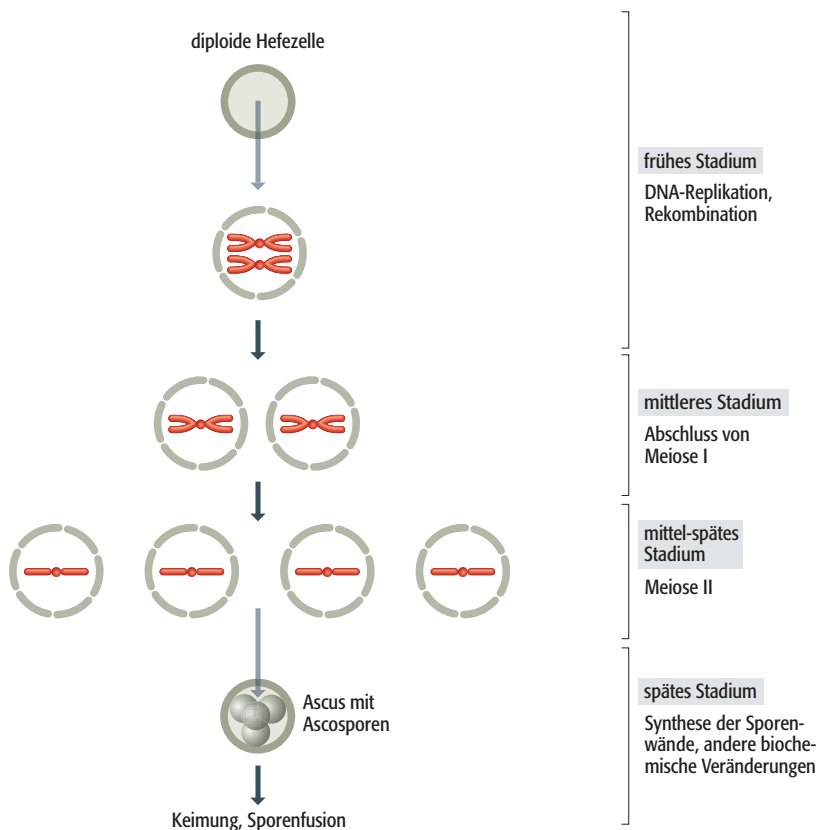 diploide Hefezelle
frühes Stadium
DNA-Replikation,
Rekombination
mittleres Stadium
Abschluss von
Meiose I
mittel-spätes
Stadium
Meiose II
Ascus mit
Ascosporen
spätes Stadium
Synthese der Sporen-
wände, andere bioche-
mische Veränderungen
Keimung, Sporenfusion